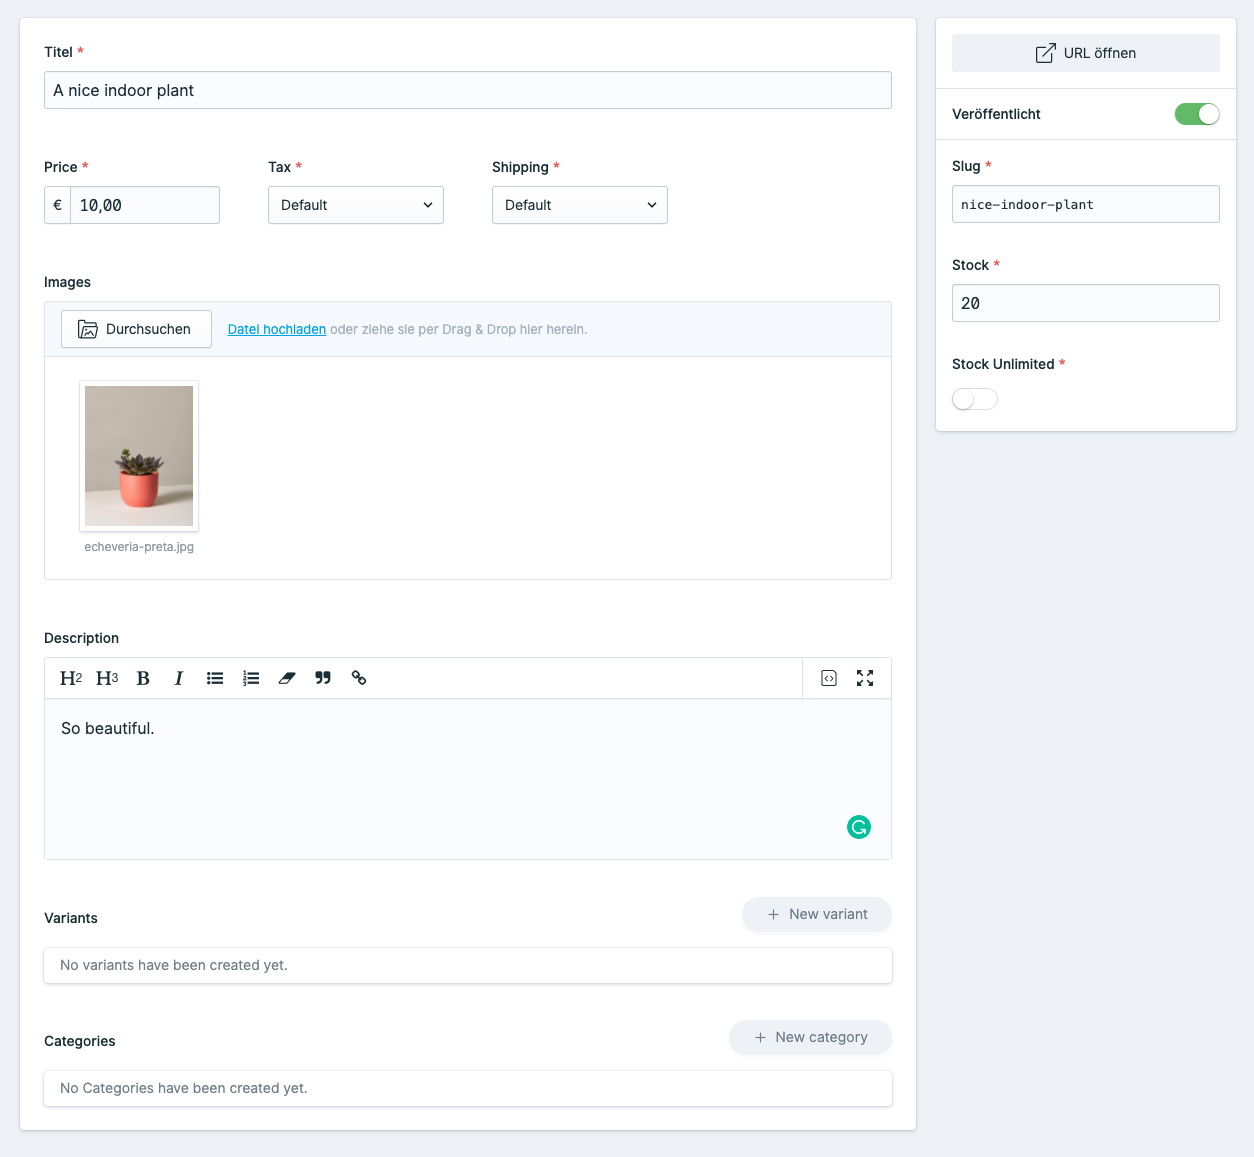 Titel *
A nice indoor plant
Price * Tax * Shipping *
€ 10,00 Default Default
Images
Durchsuchen Datei hochladen oder ziehe sie per Drag & Drop hier herein.
echeveria-preta.jpg
Description
H2 H3 B I
So beautiful.
Variants + New variant
No variants have been created yet.
Categories + New category
No Categories have been created yet.
URL öffnen
Veröffentlicht
Slug *
nice-indoor-plant
Stock *
20
Stock Unlimited *